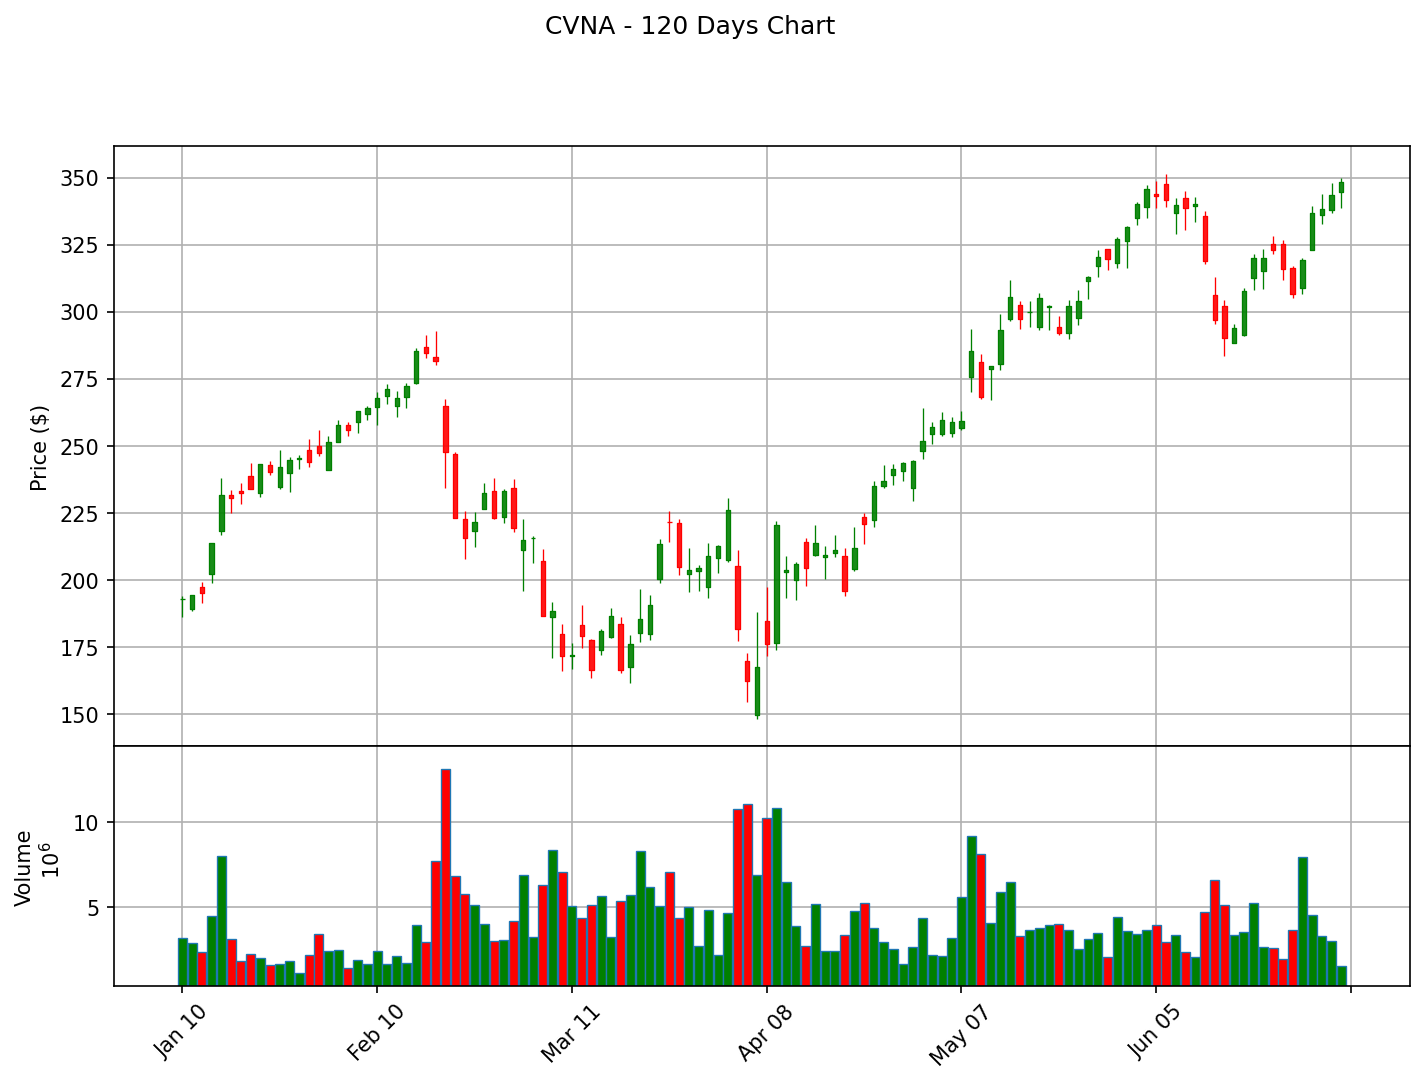 CVNA - 120 Days Chart
Price ($)
350
325
300
275
250
225
200
175
150
Volume
10^6
10
5
Jan 10
Feb 10
Mar 11
Apr 08
May 07
Jun 05